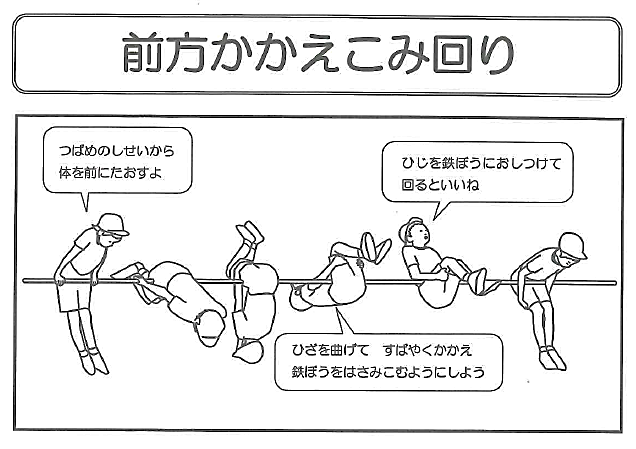 前方かかえこみ回り
つばめのしせいから
体を前にたおすよ
ひじを鉄ぼうにおしつけて
回るといいね
ひざを曲げて　すばやくかかえ
鉄ぼうをはさみこむようにしよう